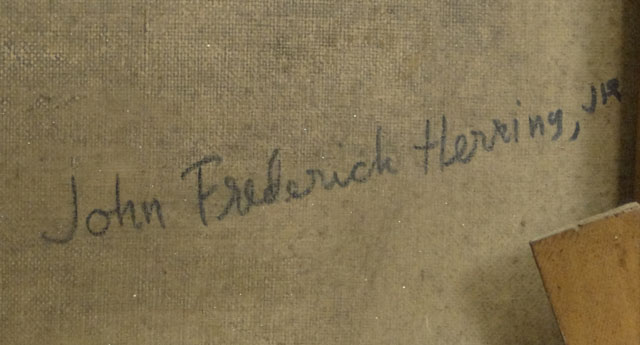 John Frederick Herring, JR